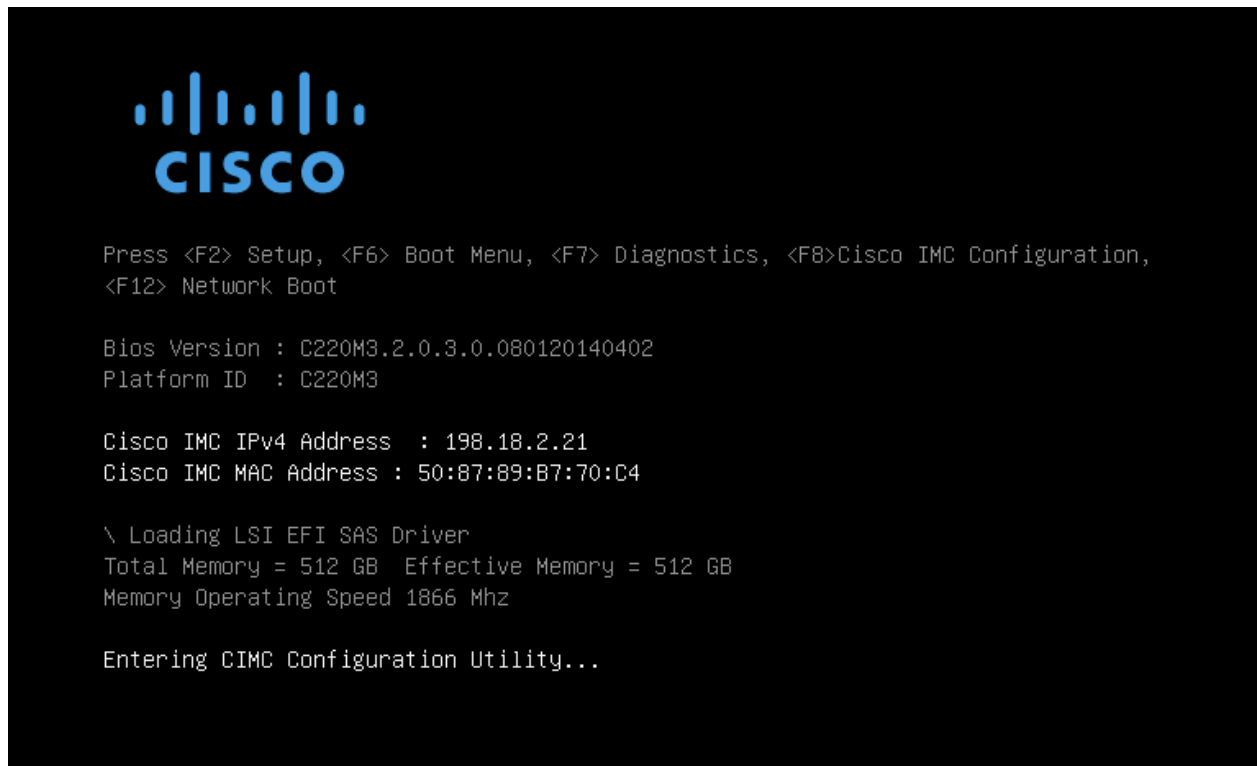 CISCO
Press <F2> Setup, <F6> Boot Menu, <F7> Diagnostics, <F8>Cisco IMC Configuration,
<F12> Network Boot
Bios Version : C220M3.2.0.3.0.080120140402
Platform ID  : C220M3
Cisco IMC IPv4 Address  : 198.18.2.21
Cisco IMC MAC Address : 50:87:89:B7:70:C4
\ Loading LSI EFI SAS Driver
Total Memory = 512 GB  Effective Memory = 512 GB
Memory Operating Speed 1866 Mhz
Entering CIMC Configuration Utility...